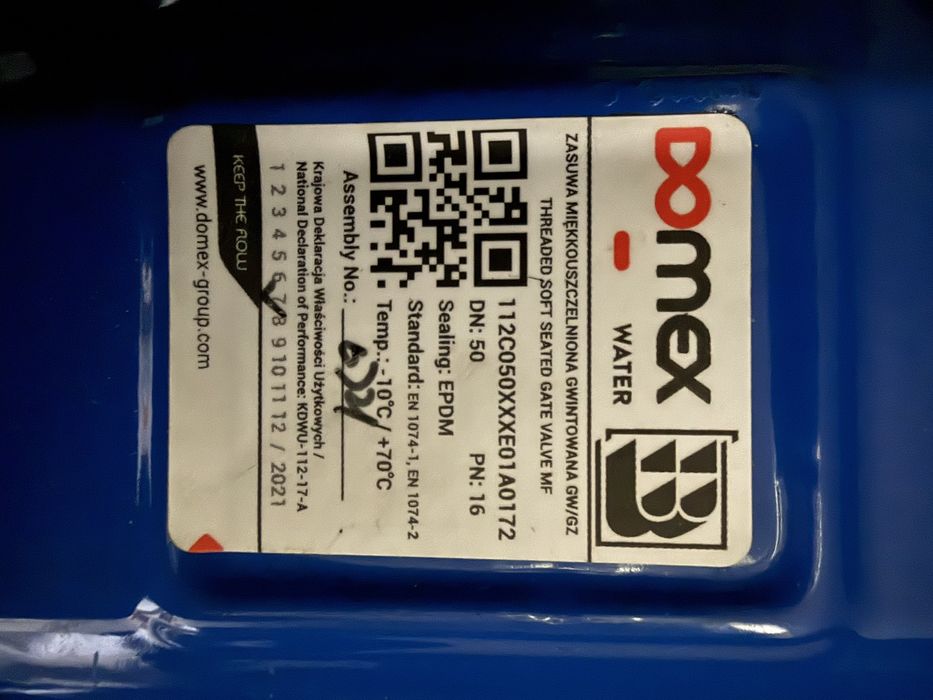 DOMEX
WATER
B
ZASUWA MIĘKKOUSZCZELNIONA GWINTOWANA GW/GZ
THREADED SOFT SEATED GATE VALVE MF
112C050XXXE01A0172
DN: 50 PN: 16
Sealing: EPDM
Standard: EN 1074-1, EN 1074-2
Temp.: -10°C / +70°C
Assembly No.:
Krajowa Deklaracja Właściwości Użytkowych /
National Declaration of Performance: KDWU-112-17-A
1 2 3 4 5 6 7 8 9 10 11 12 / 2021
KEEP THE FLOW
www.domex-group.com